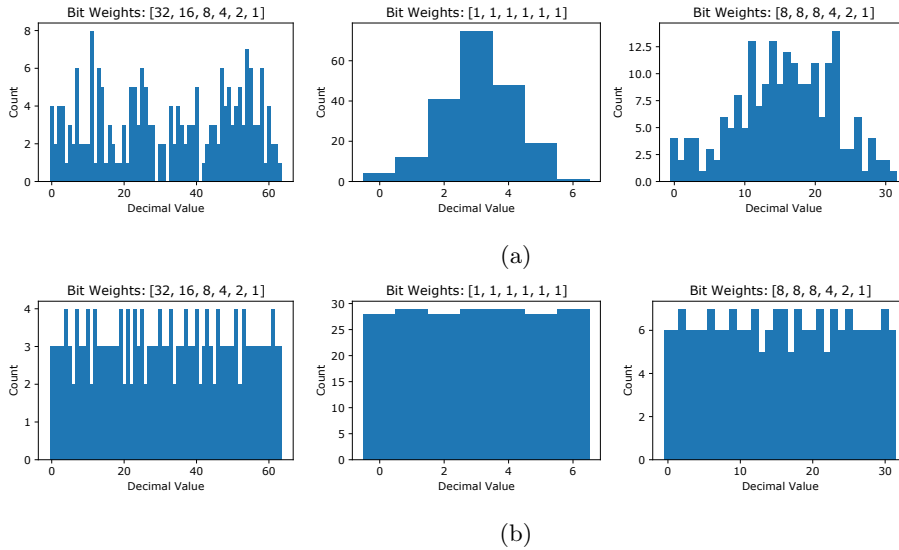 Bit Weights: [32, 16, 8, 4, 2, 1]
8
6
4
2
0
Count
0 20 40 60
Decimal Value
Bit Weights: [1, 1, 1, 1, 1, 1]
60
40
20
0
Count
0 2 4 6
Decimal Value
Bit Weights: [8, 8, 8, 4, 2, 1]
12.5
10.0
7.5
5.0
2.5
0.0
Count
0 10 20 30
Decimal Value
(a)
Bit Weights: [32, 16, 8, 4, 2, 1]
4
3
2
1
0
Count
0 20 40 60
Decimal Value
Bit Weights: [1, 1, 1, 1, 1, 1]
30
25
20
15
10
5
0
Count
0 2 4 6
Decimal Value
Bit Weights: [8, 8, 8, 4, 2, 1]
6
4
2
0
Count
0 10 20 30
Decimal Value
(b)